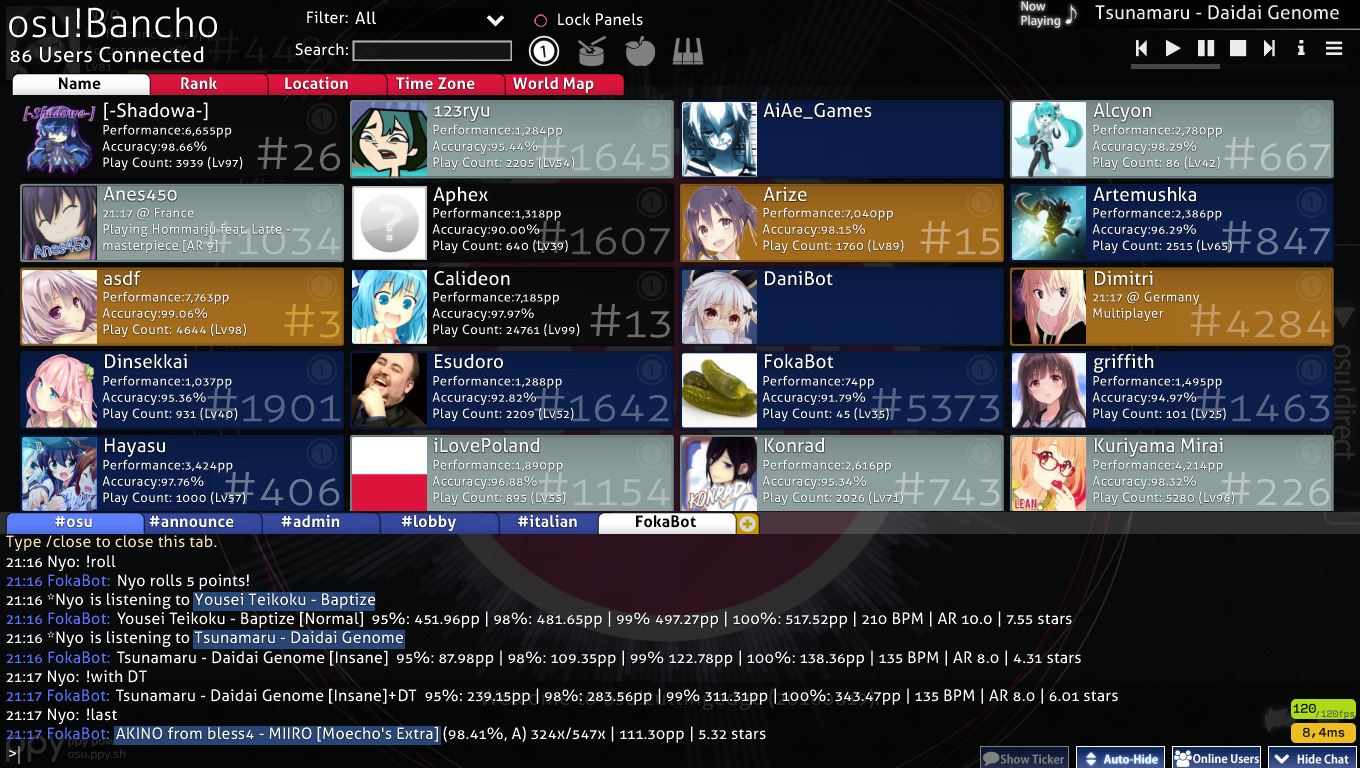 osu!Bancho
86 Users Connected
Filter: All
Lock Panels
Search:
Now Playing
Tsunamaru - Daidai Genome
Name Rank Location Time Zone World Map
[-Shadowa-]
Performance:6,655pp
Accuracy:98.66%
Play Count: 3939 (Lv97)
#26
123ryu
Performance:1,284pp
Accuracy:95.44%
Play Count: 2205 (Lv54)
#1645
AiAe_Games
Alcyon
Performance:2,780pp
Accuracy:98.29%
Play Count: 86 (Lv42)
#667
Anes450
21:17 @ France
Playing Hommarju feat. Latte -
masterpiece [AR 9]
#1034
Anes450
Aphex
Performance:1,318pp
Accuracy:90.00%
Play Count: 640 (Lv39)
#1607
Arize
Performance:7,040pp
Accuracy:98.15%
Play Count: 1760 (Lv89)
#15
Artemushka
Performance:2,386pp
Accuracy:96.29%
Play Count: 2515 (Lv65)
#847
asdf
Performance:7,763pp
Accuracy:99.06%
Play Count: 4644 (Lv98)
#3
Calideon
Performance:7,185pp
Accuracy:97.97%
Play Count: 24761 (Lv99)
#13
DaniBot
Dimitri
21:17 @ Germany
Multiplayer
#4284
Dinsekkai
Performance:1,037pp
Accuracy:95.36%
Play Count: 931 (Lv40)
#1901
Esudoro
Performance:1,288pp
Accuracy:92.82%
Play Count: 2209 (Lv52)
#1642
FokaBot
Performance:74pp
Accuracy:91.79%
Play Count: 45 (Lv35)
#5373
griffith
Performance:1,495pp
Accuracy:94.97%
Play Count: 101 (Lv25)
#1463
osu!direct
Hayasu
Performance:3,424pp
Accuracy:97.76%
Play Count: 1000 (Lv57)
#406
iLovePoland
Performance:1,890pp
Accuracy:96.88%
Play Count: 895 (Lv55)
#1154
Konrad
Performance:2,616pp
Accuracy:95.34%
Play Count: 2026 (Lv71)
#743
KONRAD
Kuriyama Mirai
Performance:4,214pp
Accuracy:98.32%
Play Count: 5280 (Lv96)
#226
LEAN
#osu #announce #admin #lobby #italian FokaBot
Type /close to close this tab.
21:16 Nyo: !roll
21:16 FokaBot: Nyo rolls 5 points!
21:16 *Nyo is listening to Yousei Teikoku - Baptize
21:16 FokaBot: Yousei Teikoku - Baptize [Normal] 95%: 451.96pp | 98%: 481.65pp | 99% 497.27pp | 100%: 517.52pp | 210 BPM | AR 10.0 | 7.55 stars
21:16 *Nyo is listening to Tsunamaru - Daidai Genome
21:16 FokaBot: Tsunamaru - Daidai Genome [Insane] 95%: 87.98pp | 98%: 109.35pp | 99% 122.78pp | 100%: 138.36pp | 135 BPM | AR 8.0 | 4.31 stars
21:17 Nyo: !with DT
21:17 FokaBot: Tsunamaru - Daidai Genome [Insane]+DT 95%: 239.15pp | 98%: 283.56pp | 99% 311.31pp | 100%: 343.47pp | 135 BPM | AR 8.0 | 6.01 stars
21:17 Nyo: !last
21:17 FokaBot: AKINO from bless4 - MIIRO [Moecho's Extra] (98.41%, A) 324x/547x | 111.30pp | 5.32 stars
>|
120/120fps
8,4ms
Show Ticker Auto-Hide Online Users Hide Chat